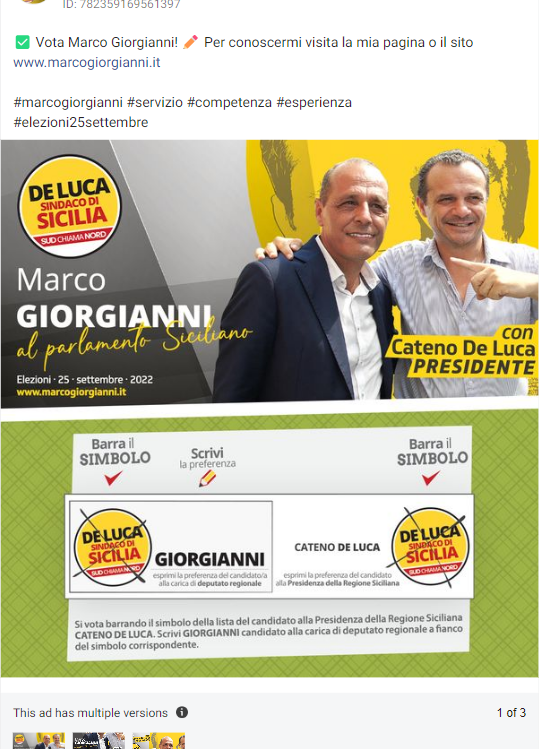 ID: 782359169561397
✅ Vota Marco Giorgianni! 🖍️ Per conoscermi visita la mia pagina o il sito
www.marcogiorgianni.it
#marcogiorgianni #servizio #competenza #esperienza
#elezioni25settembre
DE LUCA
SINDACO DI
SICILIA
SUD CHIAMA NORD
Marco
GIORGIANNI
al parlamento Siciliano
Elezioni · 25 · settembre · 2022
www.marcogiorgianni.it
con
Cateno De Luca
PRESIDENTE
Barra il
SIMBOLO
Scrivi
la preferenza
Barra il
SIMBOLO
DE LUCA
SINDACO DI
SICILIA
SUD CHIAMA NORD
GIORGIANNI
esprimi la preferenza del candidato/a
alla carica di deputato regionale
CATENO DE LUCA
esprimi la preferenza del candidato
alla Presidenza della Regione Siciliana
DE LUCA
SINDACO DI
SICILIA
SUD CHIAMA NORD
Si vota barrando il simbolo della lista del candidato alla Presidenza della Regione Siciliana
CATENO DE LUCA. Scrivi GIORGIANNI candidato alla carica di deputato regionale a fianco
del simbolo corrispondente.
This ad has multiple versions
1 of 3